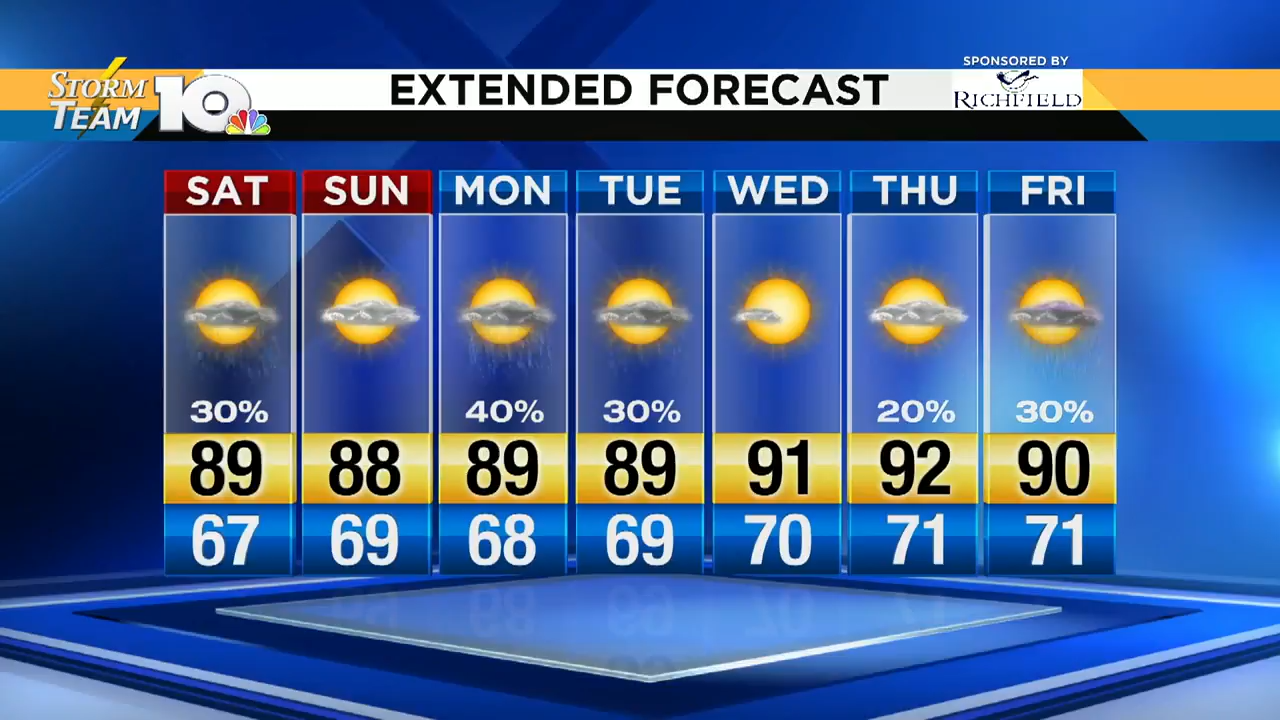 STORM
TEAM 10
EXTENDED FORECAST
SPONSORED BY
RICHFIELD
SAT SUN MON TUE WED THU FRI
30% 40% 30% 20% 30%
89 88 89 89 91 92 90
67 69 68 69 70 71 71